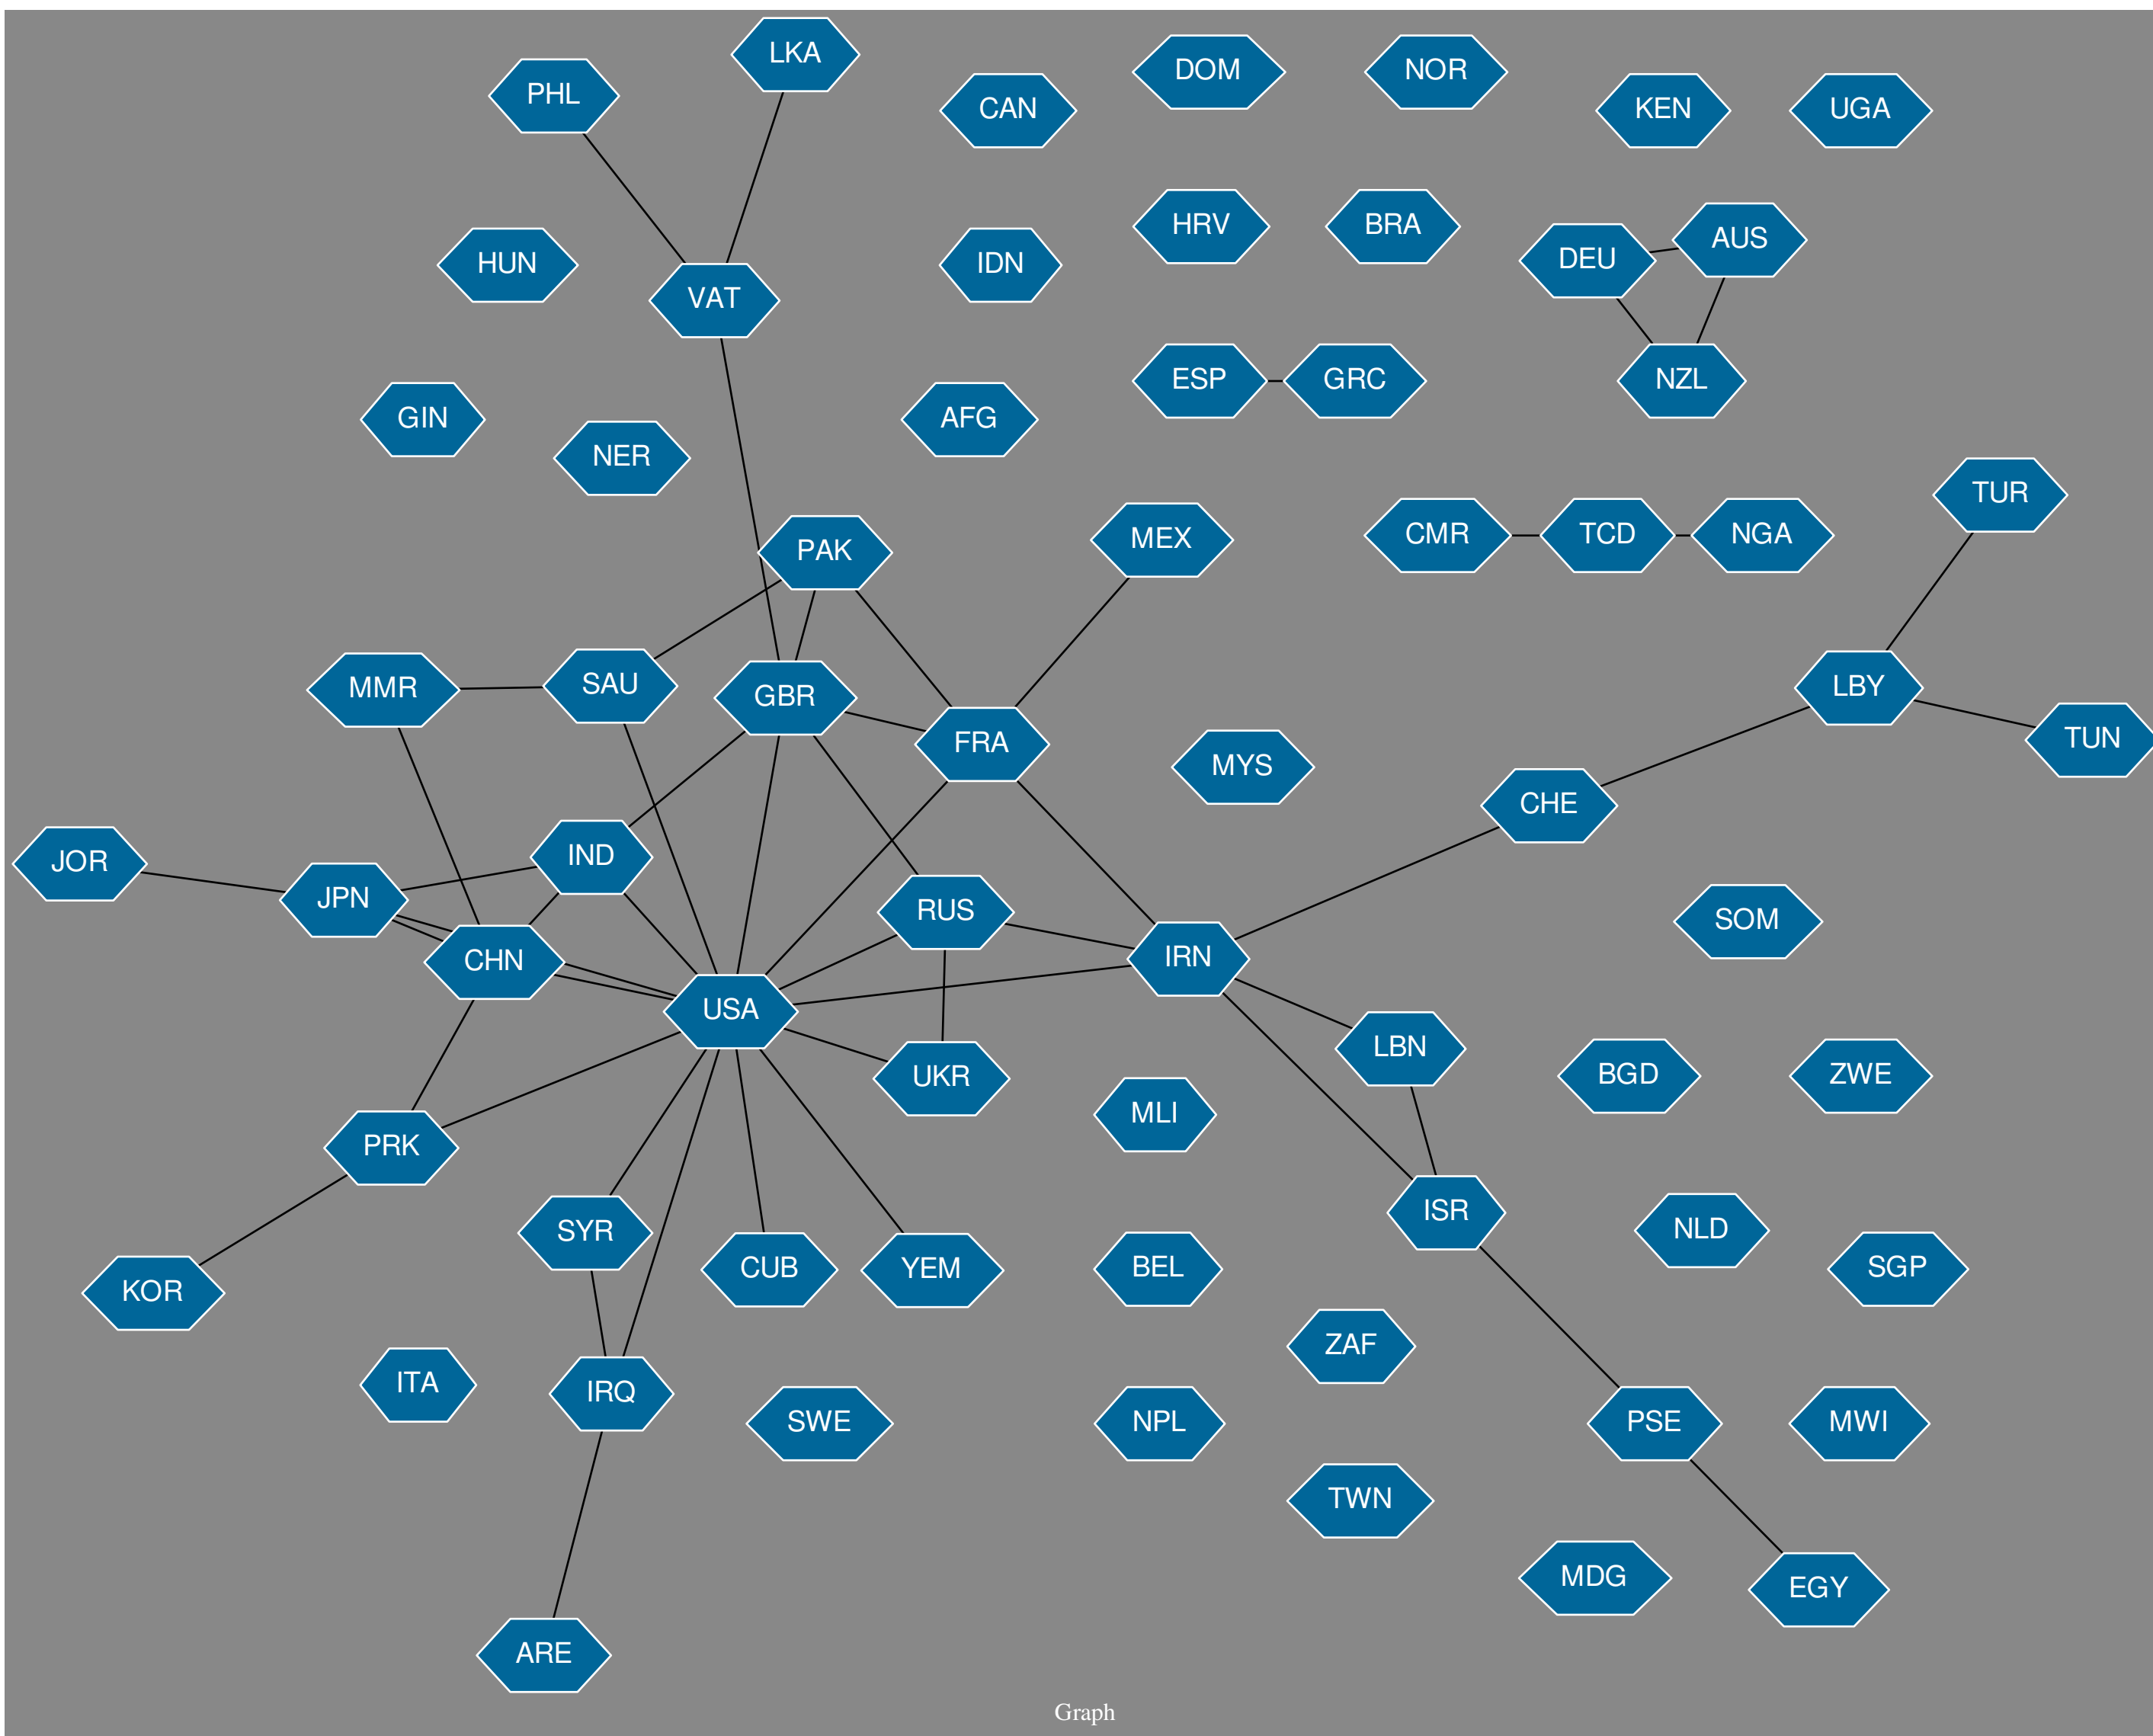 LKA
PHL
DOM
NOR
CAN
KEN
UGA
HRV
BRA
AUS
DEU
HUN
IDN
VAT
ESP
GRC
NZL
GIN
AFG
NER
TUR
CMR
TCD
NGA
MEX
PAK
MMR
SAU
GBR
LBY
FRA
TUN
MYS
CHE
JOR
IND
JPN
RUS
SOM
CHN
IRN
USA
LBN
UKR
BGD
ZWE
MLI
PRK
ISR
SYR
NLD
KOR
CUB
YEM
BEL
SGP
ZAF
ITA
IRQ
SWE
NPL
PSE
MWI
TWN
MDG
EGY
ARE
Graph